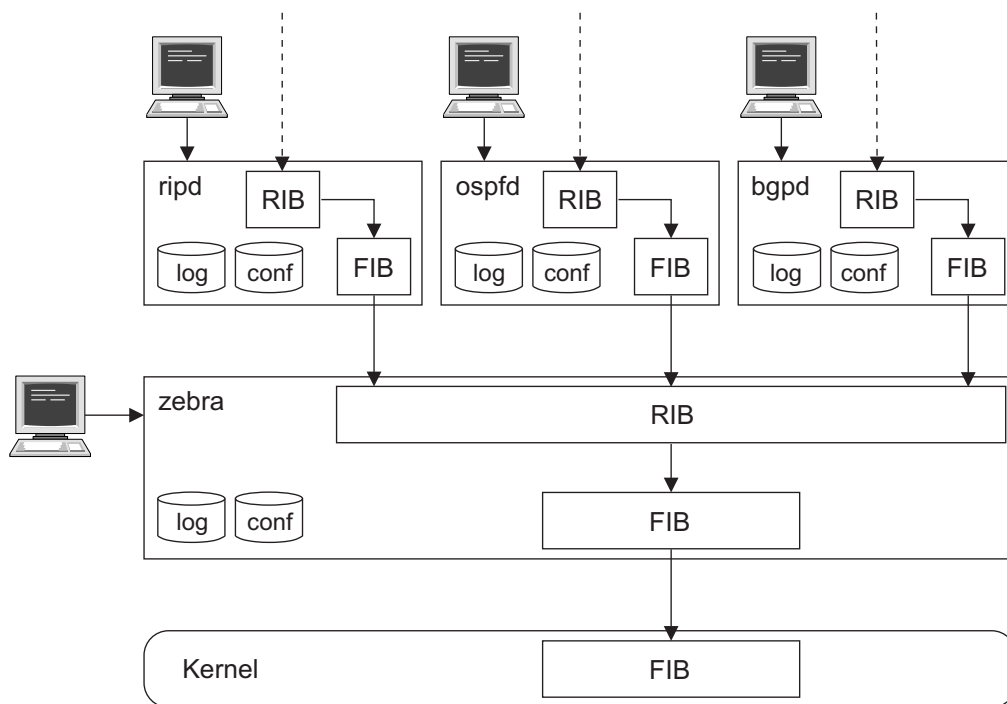 ripd
RIB
log
conf
FIB
ospfd
RIB
log
conf
FIB
bgpd
RIB
log
conf
FIB
zebra
RIB
log
conf
FIB
Kernel
FIB